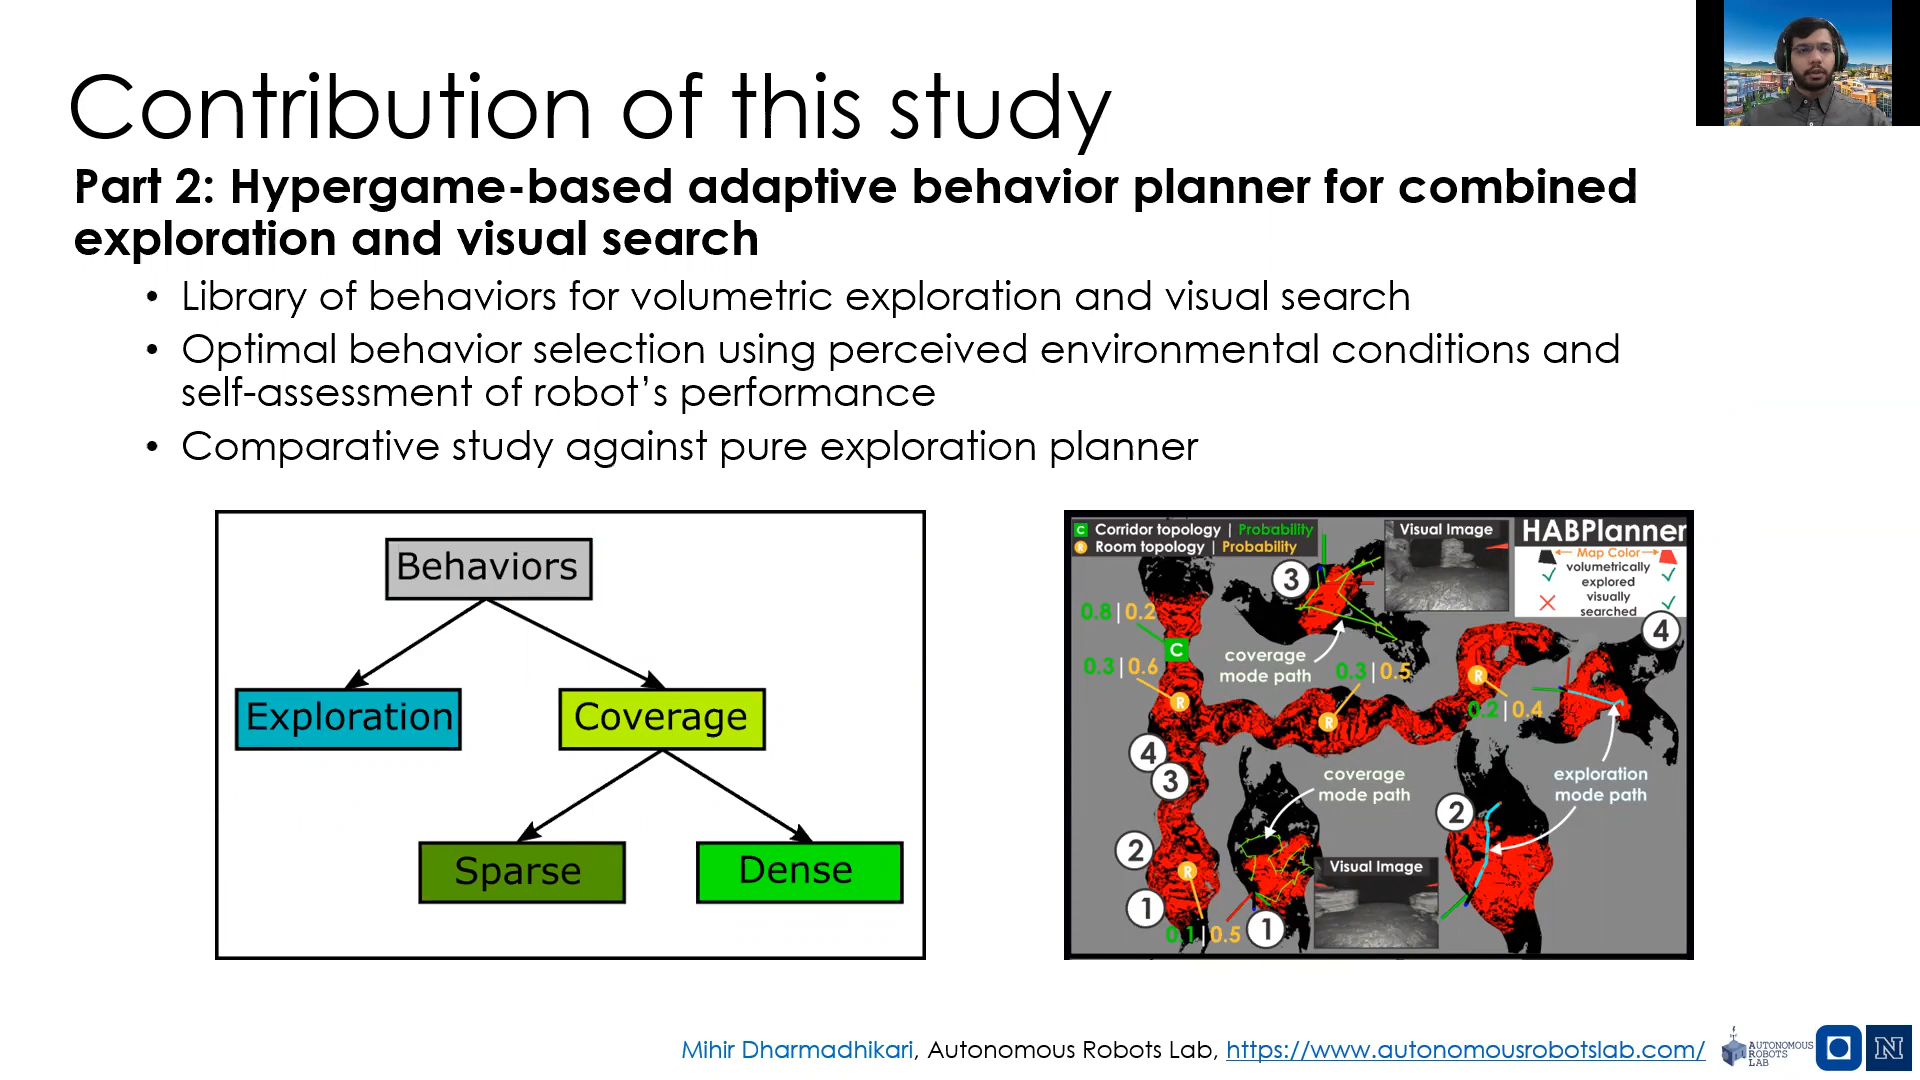 Contribution of this study
Part 2: Hypergame-based adaptive behavior planner for combined
exploration and visual search
• Library of behaviors for volumetric exploration and visual search
• Optimal behavior selection using perceived environmental conditions and
self-assessment of robot's performance
• Comparative study against pure exploration planner
Behaviors
Exploration
Coverage
Sparse
Dense
C Corridor topology | Probability
R Room topology | Probability
Visual Image
HABPlanner
Map Color
volumetrically
explored
visually
searched
3
4
0.8|0.2
C
0.3|0.6
R
coverage
mode path
0.3|0.5
R
R
0.2|0.4
4
3
coverage
mode path
exploration
mode path
2
2
Visual Image
R
1
0.1|0.5
1
Mihir Dharmadhikari, Autonomous Robots Lab, https://www.autonomousrobotslab.com/
AUTONOMOUS
ROBOTS
LAB
N